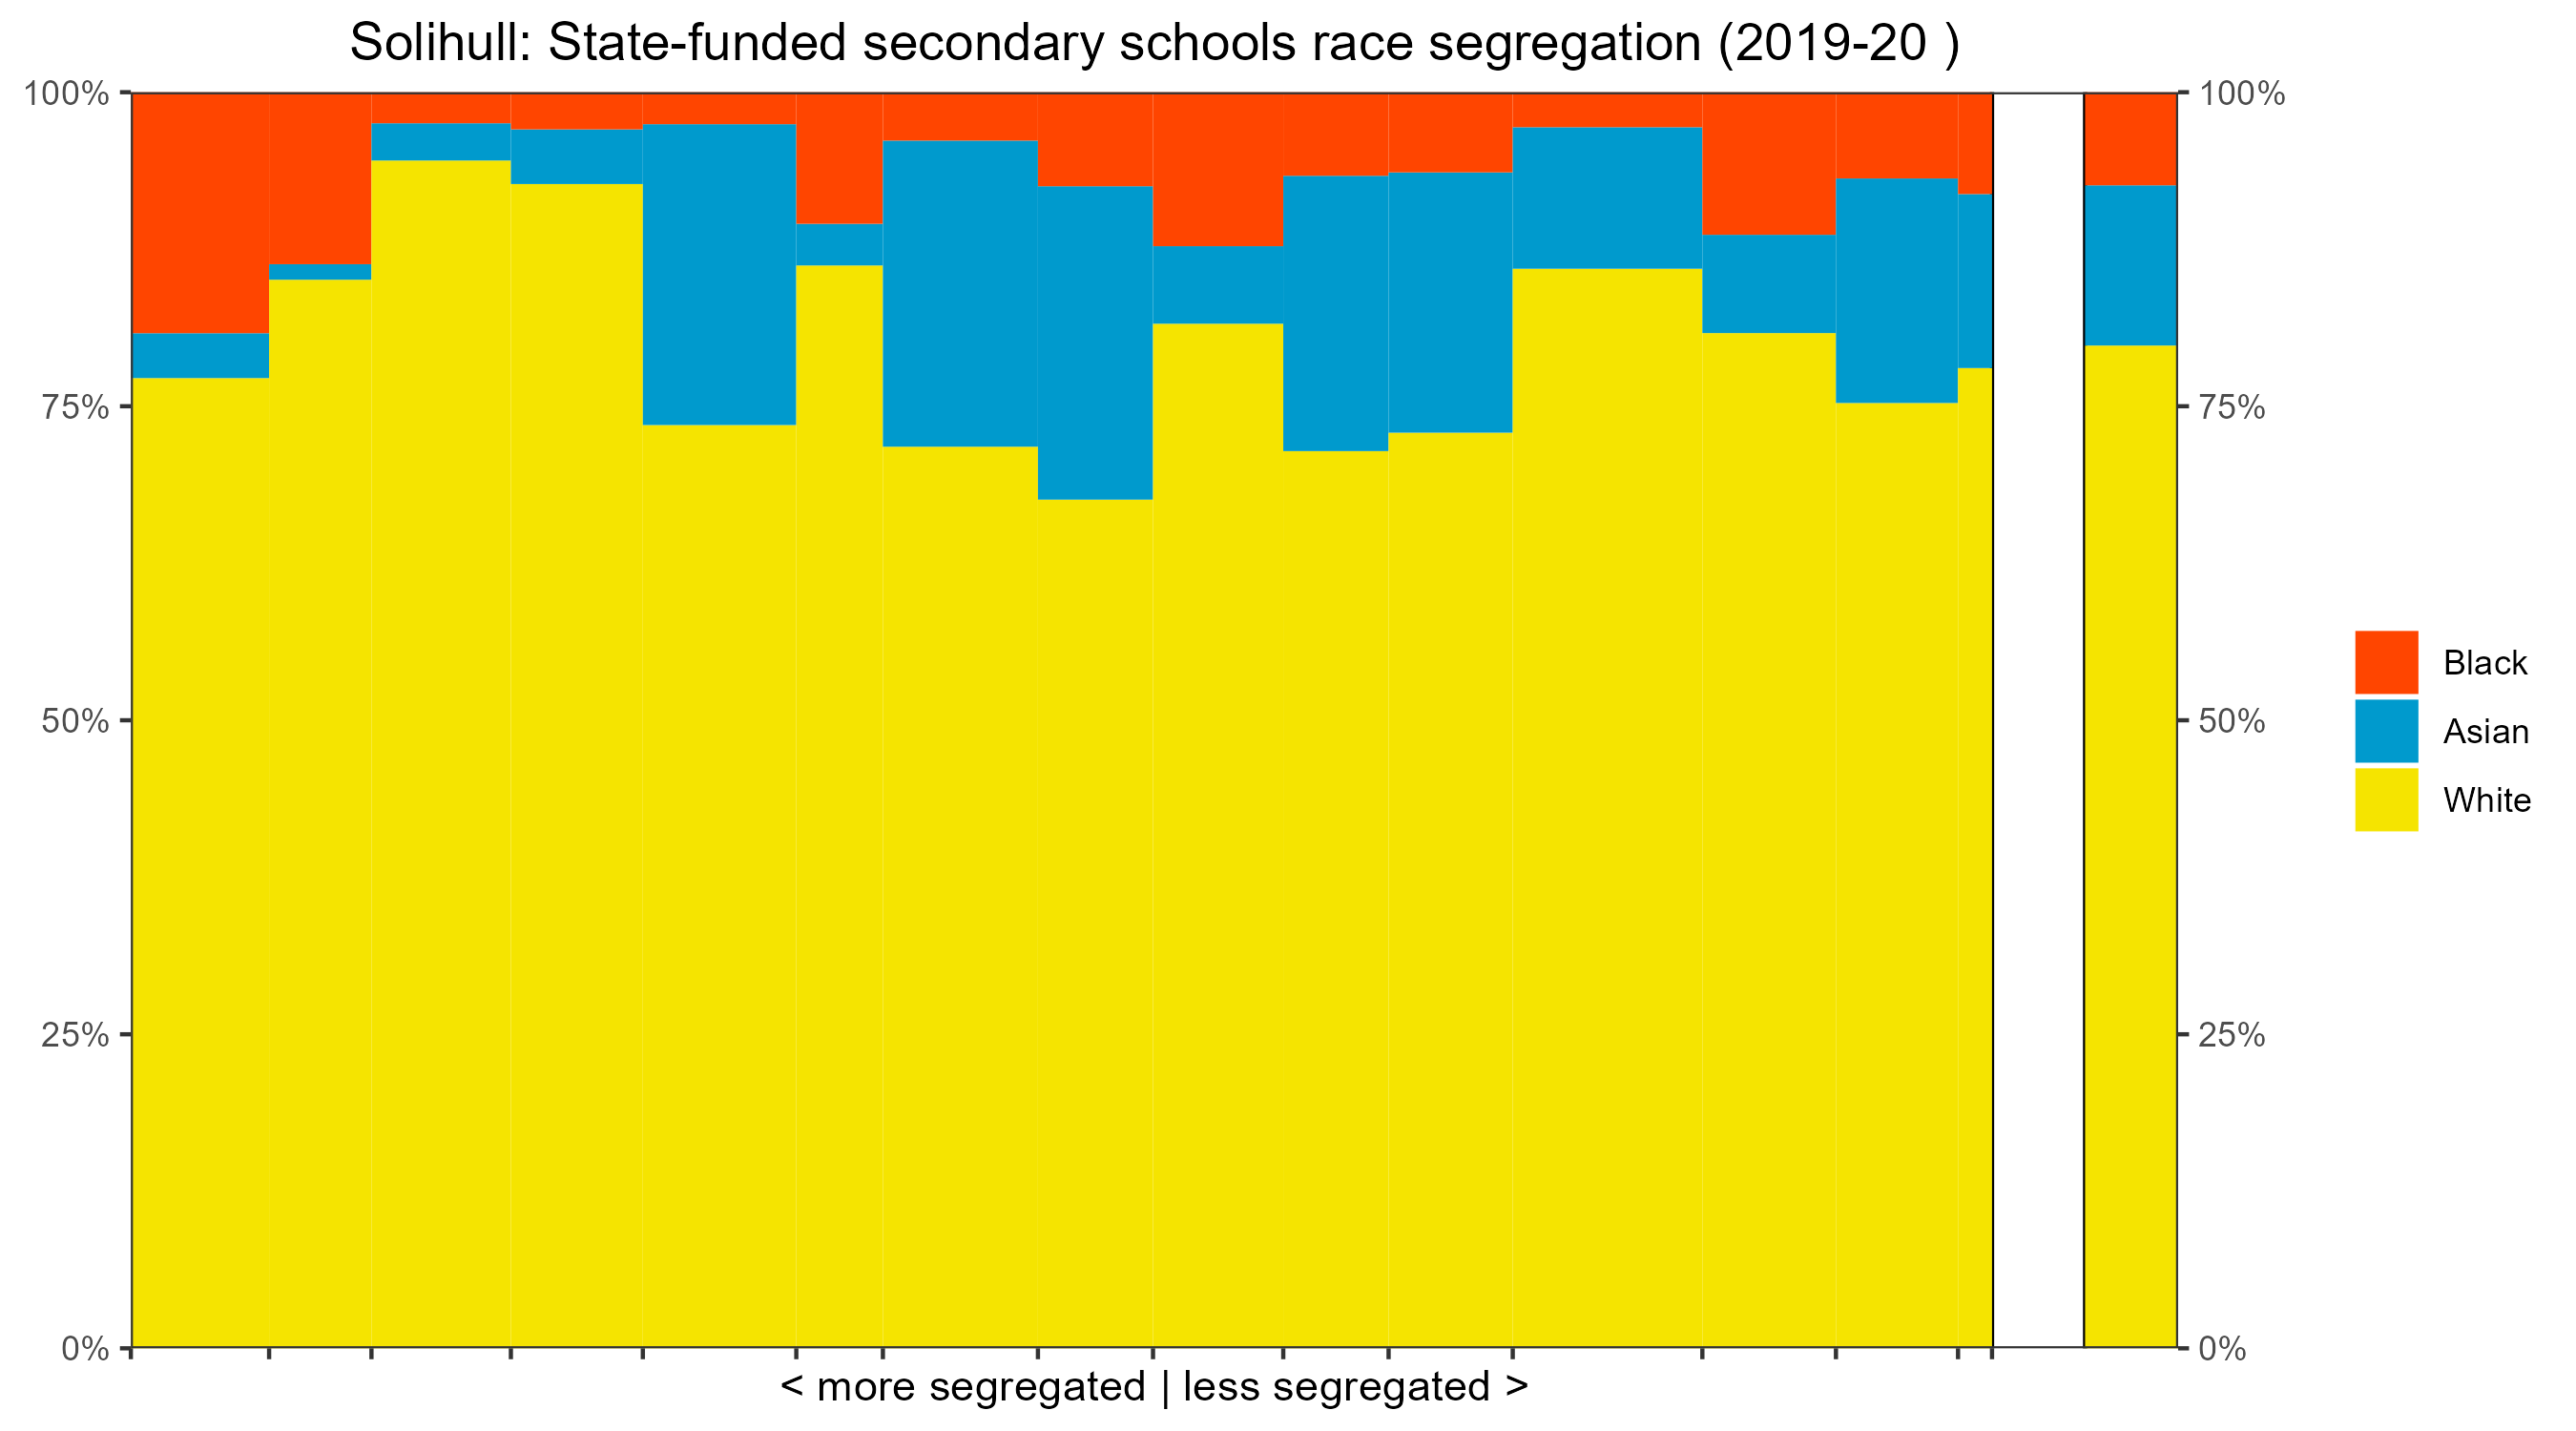 Solihull: State-funded secondary schools race segregation (2019-20 )
100%
100%
75%
75%
50%
50%
25%
25%
0%
0%
Black
Asian
White
< more segregated | less segregated >